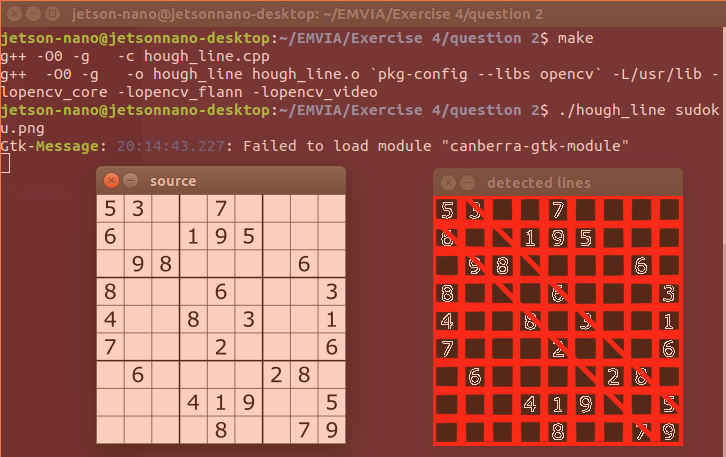 jetson-nano@jetsonnano-desktop: ~/EMVIA/Exercise 4/question 2
jetson-nano@jetsonnano-desktop:~/EMVIA/Exercise 4/question 2$ make
g++ -O0 -g   -c hough_line.cpp
g++  -O0 -g   -o hough_line hough_line.o `pkg-config --libs opencv` -L/usr/lib -
lopencv_core -lopencv_flann -lopencv_video
jetson-nano@jetsonnano-desktop:~/EMVIA/Exercise 4/question 2$ ./hough_line sudok
u.png
Gtk-Message: 20:14:43.227: Failed to load module "canberra-gtk-module"
source
5 3 7
6 1 9 5
9 8 6
8 6 3
4 8 3 1
7 2 6
6 2 8
4 1 9 5
8 7 9
detected lines
5 3 7
6 1 9 5
9 8 6
8 6 3
4 8 3 1
7 2 6
6 2 8
4 1 9 5
8 7 9